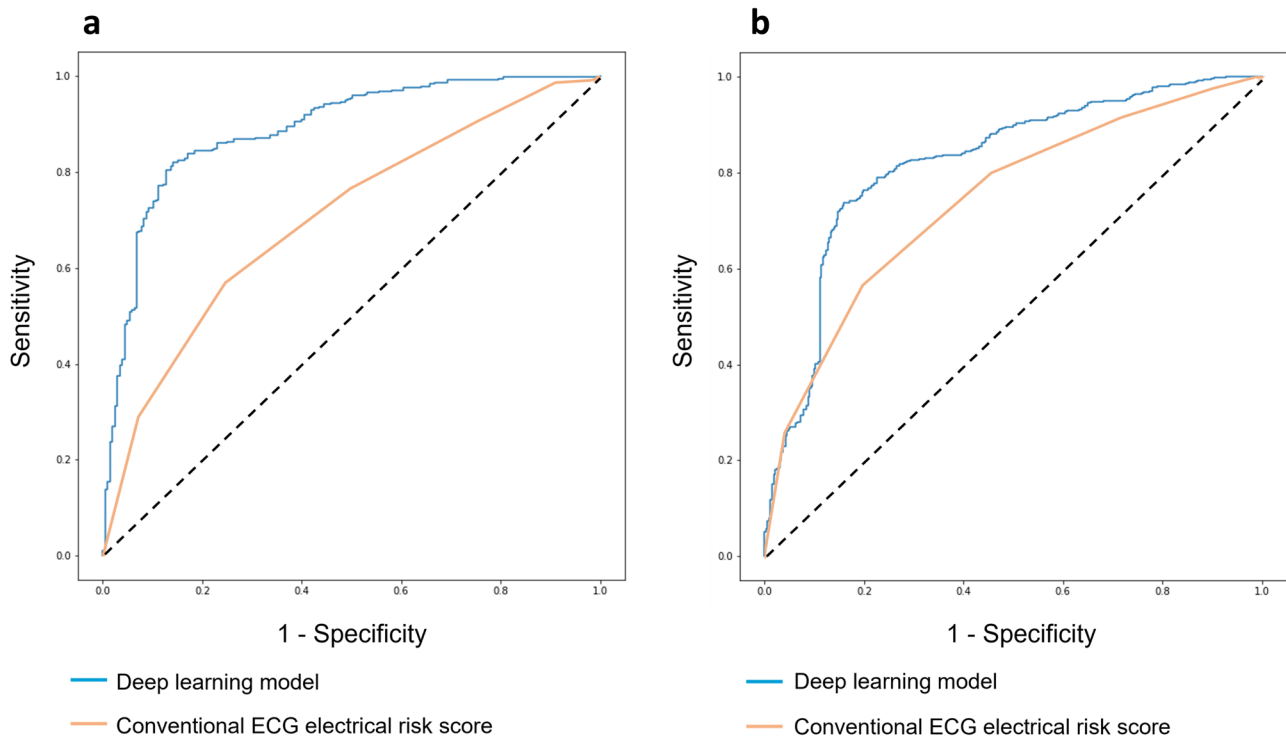 a
1.0
0.8
0.6
0.4
0.2
0.0
Sensitivity
0.0 0.2 0.4 0.6 0.8 1.0
1 - Specificity
Deep learning model
Conventional ECG electrical risk score
b
1.0
0.8
0.6
0.4
0.2
0.0
Sensitivity
0.0 0.2 0.4 0.6 0.8 1.0
1 - Specificity
Deep learning model
Conventional ECG electrical risk score